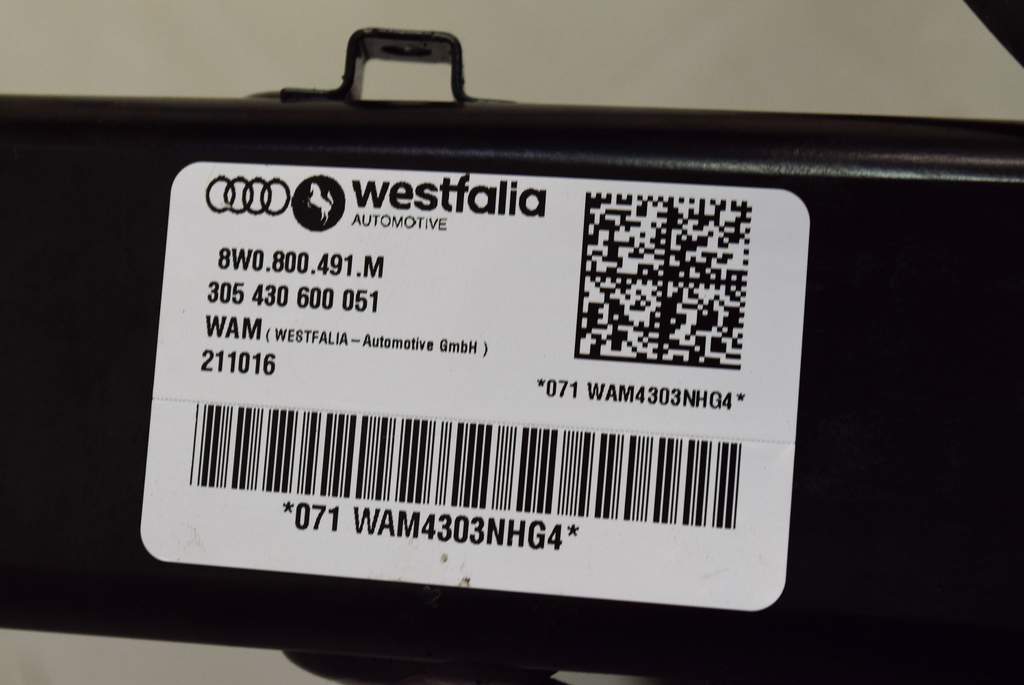 westfalia
AUTOMOTIVE
8W0.800.491.M
305 430 600 051
WAM ( WESTFALIA – Automotive GmbH )
211016
*071 WAM4303NHG4*
*071 WAM4303NHG4*